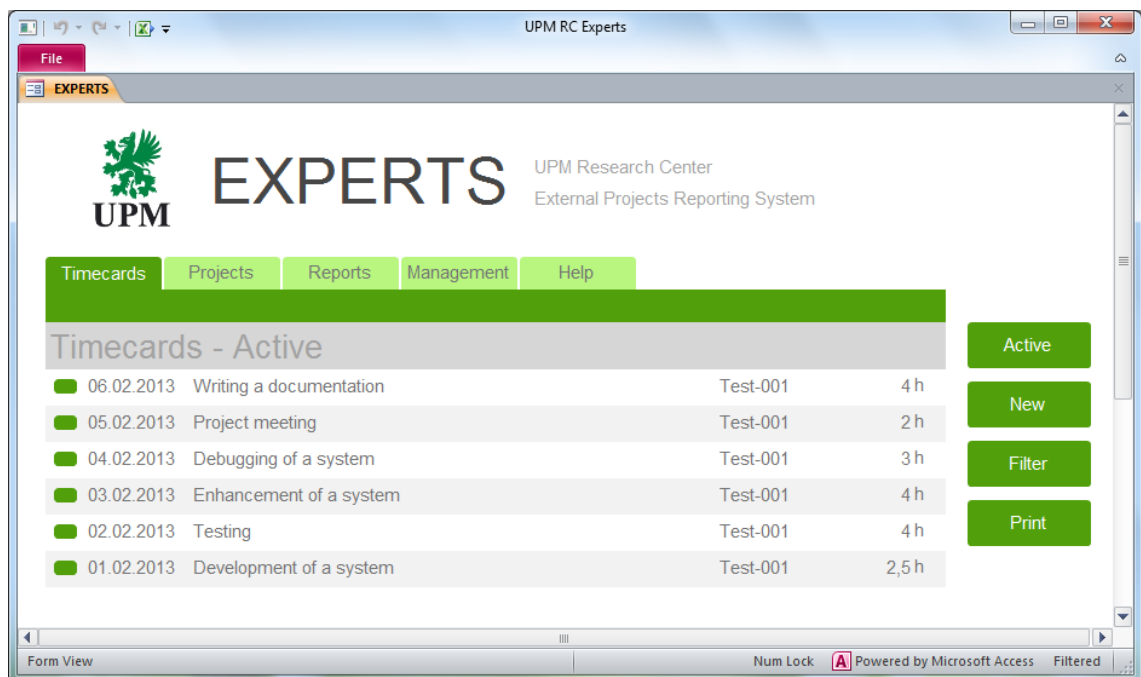 UPM RC Experts
File
EXPERTS
UPM
EXPERTS
UPM Research Center
External Projects Reporting System
Timecards Projects Reports Management Help
Timecards - Active
06.02.2013 Writing a documentation Test-001 4 h
05.02.2013 Project meeting Test-001 2 h
04.02.2013 Debugging of a system Test-001 3 h
03.02.2013 Enhancement of a system Test-001 4 h
02.02.2013 Testing Test-001 4 h
01.02.2013 Development of a system Test-001 2,5 h
Active
New
Filter
Print
Form View Num Lock A Powered by Microsoft Access Filtered